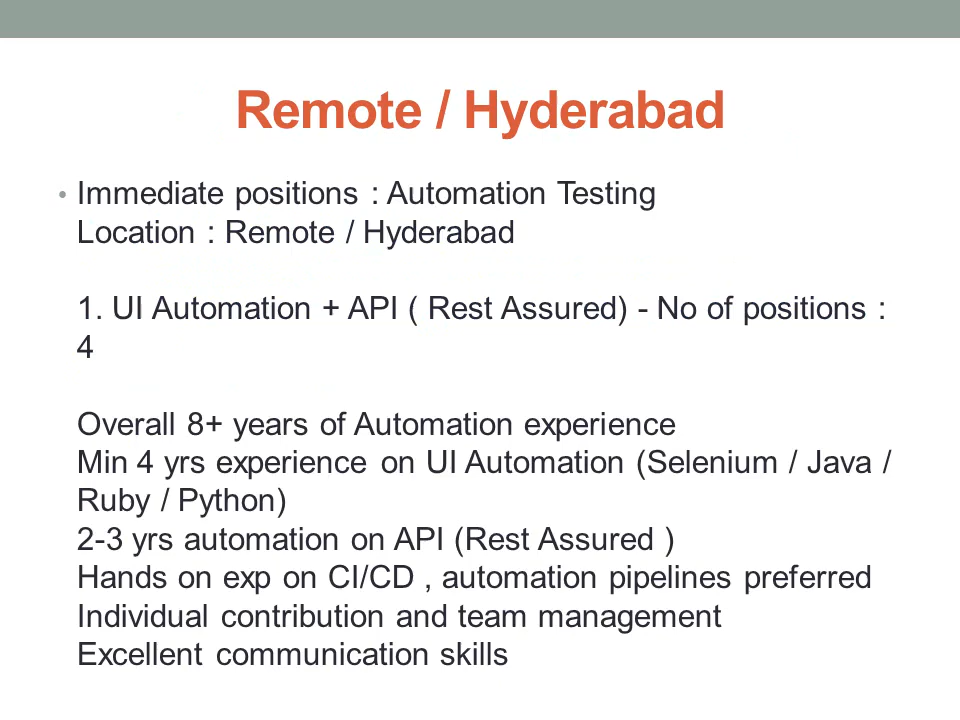 Remote / Hyderabad
• Immediate positions : Automation Testing
Location : Remote / Hyderabad
1. UI Automation + API ( Rest Assured) - No of positions :
4
Overall 8+ years of Automation experience
Min 4 yrs experience on UI Automation (Selenium / Java /
Ruby / Python)
2-3 yrs automation on API (Rest Assured )
Hands on exp on CI/CD , automation pipelines preferred
Individual contribution and team management
Excellent communication skills